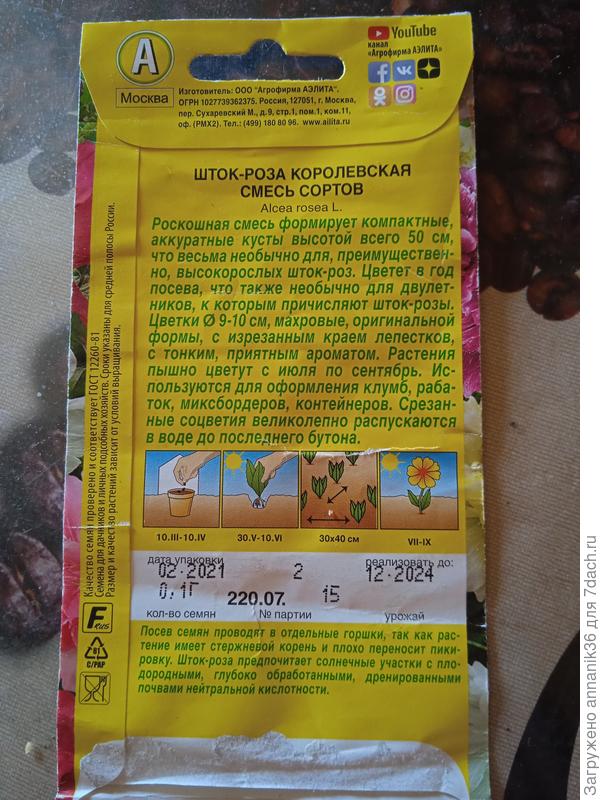 А
Москва
YouTube
канал
«Агрофирма АЭЛИТА»
Изготовитель: ООО "Агрофирма АЭЛИТА".
ОГРН 1027739362375. Россия,127051, г. Москва,
пер. Сухаревский М., д.9, стр.1, пом.1, ком.11,
оф. (РМХ2). Тел.: (499) 180 80 96. www.ailita.ru
ШТОК-РОЗА КОРОЛЕВСКАЯ
СМЕСЬ СОРТОВ
Alcea rosea L.
Роскошная смесь формирует компактные,
аккуратные кусты высотой всего 50 см,
что весьма необычно для, преимуществен-
но, высокорослых шток-роз. Цветет в год
посева, что также необычно для двулет-
ников, к которым причисляют шток-розы.
Цветки Ø 9-10 см, махровые, оригинальной
формы, с изрезанным краем лепестков,
с тонким, приятным ароматом. Растения
пышно цветут с июля по сентябрь. Ис-
пользуются для оформления клумб, раба-
ток, миксбордеров, контейнеров. Срезан-
ные соцветия великолепно распускаются
в воде до последнего бутона.
Качество семян проверено и соответствует ГОСТ 12260-81
Семена для дачников и личных подсобных хозяйств. Сроки указаны для средней полосы России.
Размер и качество растений зависит от условий выращивания.
10.III-10.IV
30.V-10.VI
30х40 см
VII-IX
дата упаковки
реализовать до:
02·2021
2
12·2024
0,1Г
220.07.
15
кол-во семян
№ партии
урожай
F RUS
81
C/PAP
Посев семян проводят в отдельные горшки, так как рас-
тение имеет стержневой корень и плохо переносит пики-
ровку. Шток-роза предпочитает солнечные участки с пло-
дородными, глубоко обработанными, дренированными
почвами нейтральной кислотности.
Загружено annanik36 для 7dach.ru